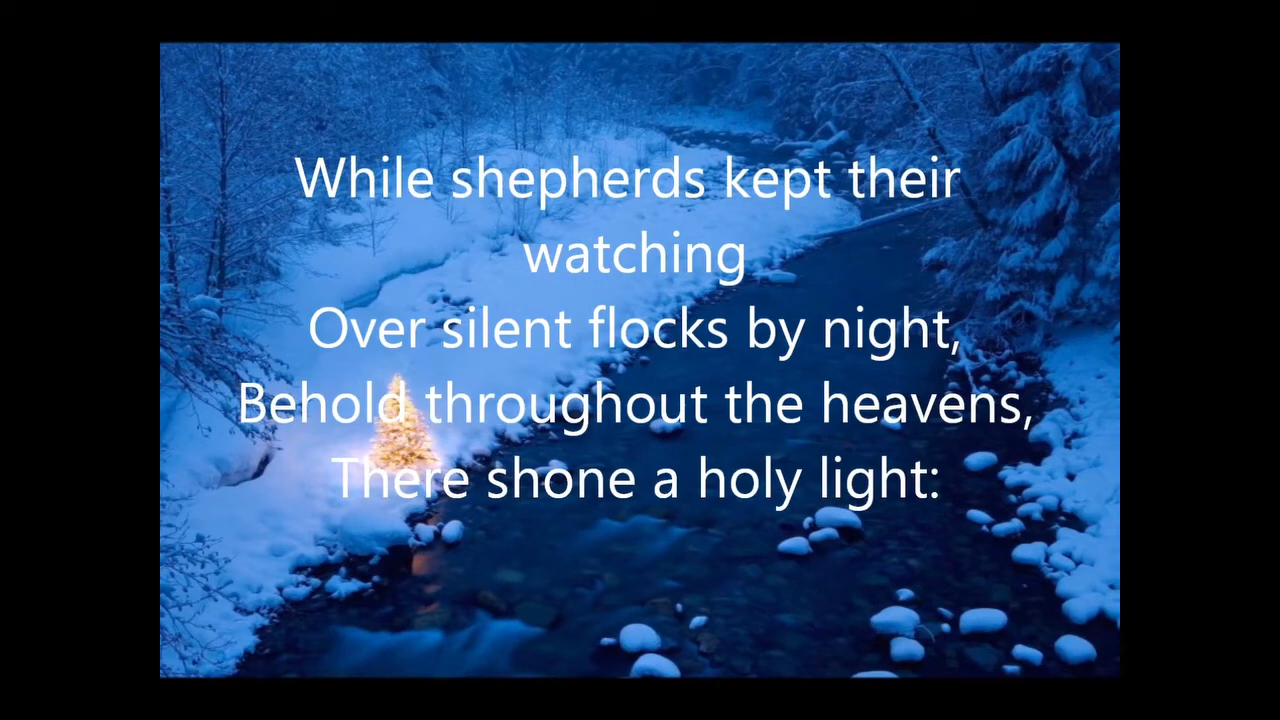 While shepherds kept their
watching
Over silent flocks by night,
Behold throughout the heavens,
There shone a holy light: